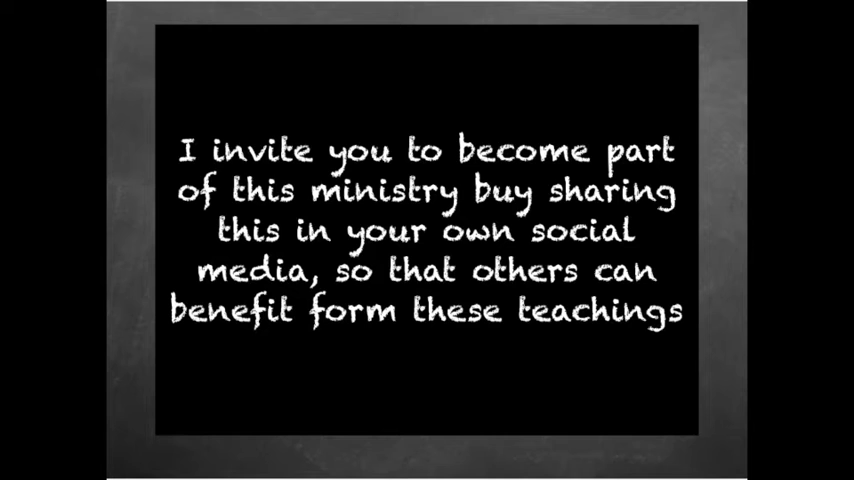 I invite you to become part
of this ministry buy sharing
this in your own social
media, so that others can
benefit form these teachings